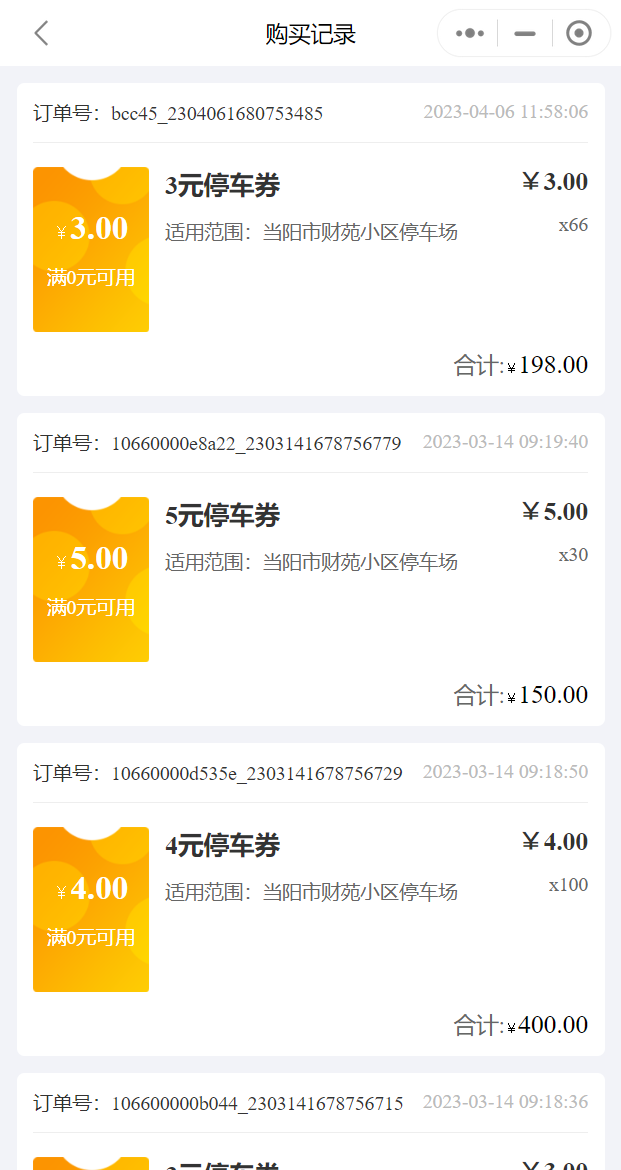 购买记录
订单号：bcc45_2304061680753485 2023-04-06 11:58:06
3元停车券 ￥3.00
¥3.00
适用范围：当阳市财苑小区停车场 x66
满0元可用
合计:¥198.00
订单号：10660000e8a22_2303141678756779 2023-03-14 09:19:40
5元停车券 ￥5.00
¥5.00
适用范围：当阳市财苑小区停车场 x30
满0元可用
合计:¥150.00
订单号：10660000d535e_2303141678756729 2023-03-14 09:18:50
4元停车券 ￥4.00
¥4.00
适用范围：当阳市财苑小区停车场 x100
满0元可用
合计:¥400.00
订单号：106600000b044_2303141678756715 2023-03-14 09:18:36